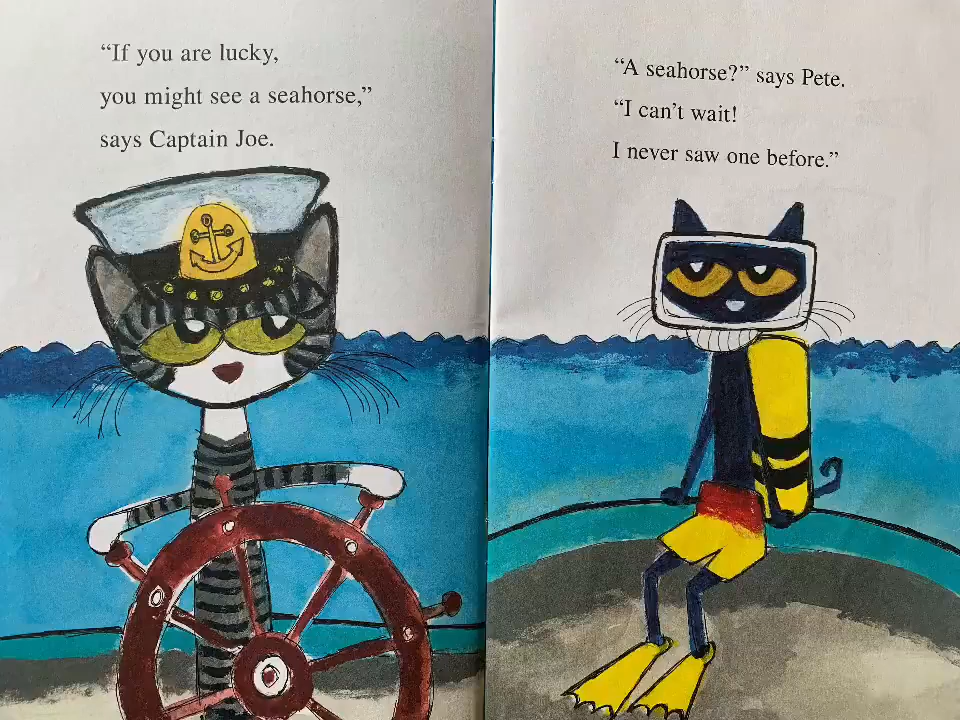 “If you are lucky,
you might see a seahorse,”
says Captain Joe.
“A seahorse?” says Pete.
“I can’t wait!
I never saw one before.”